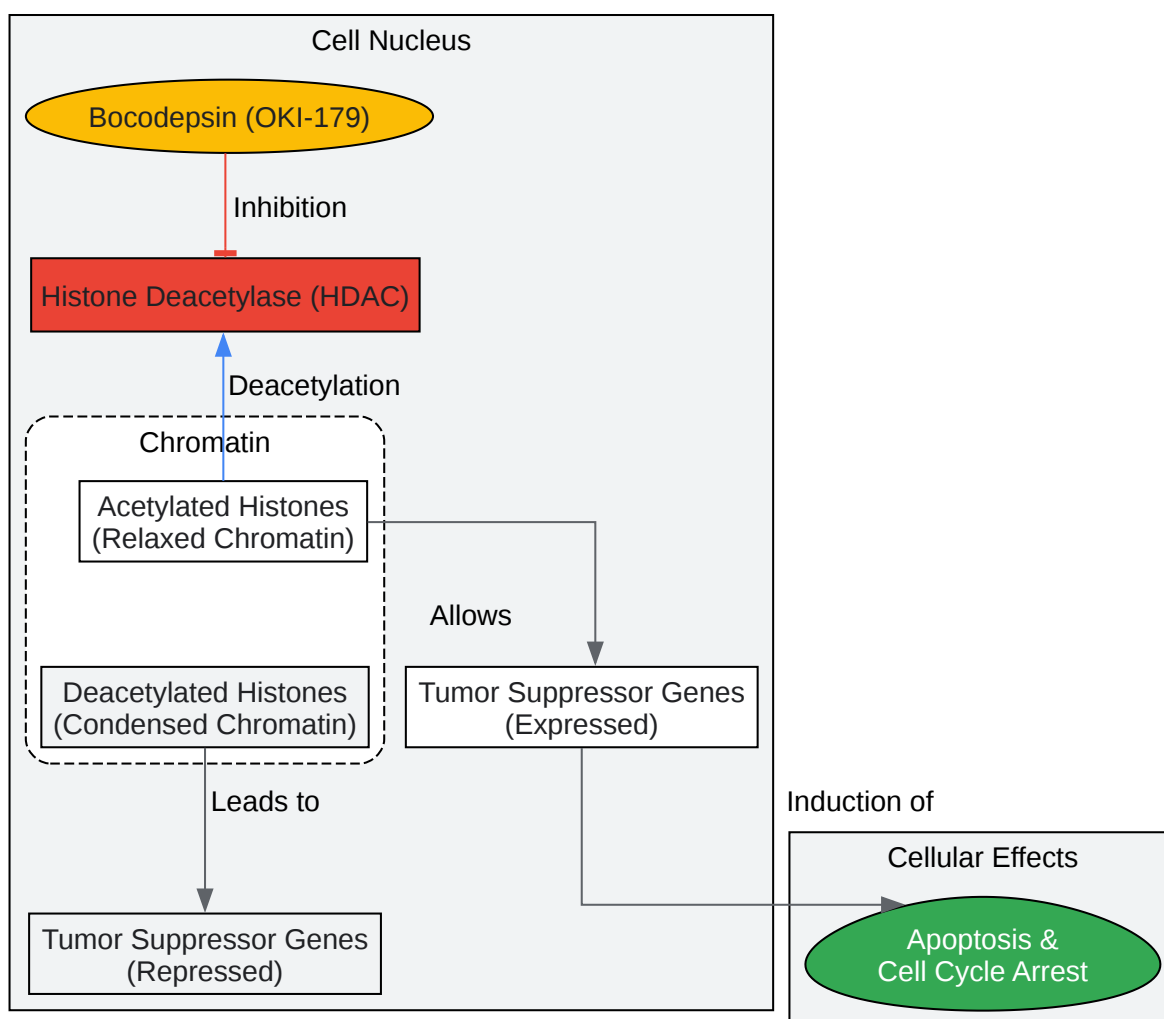 Cell Nucleus
Bocodepsin (OKI-179)
Inhibition
Histone Deacetylase (HDAC)
Deacetylation
Chromatin
Acetylated Histones
(Relaxed Chromatin)
Allows
Deacetylated Histones
(Condensed Chromatin)
Tumor Suppressor Genes
(Expressed)
Leads to
Induction of
Cellular Effects
Tumor Suppressor Genes
(Repressed)
Apoptosis &
Cell Cycle Arrest